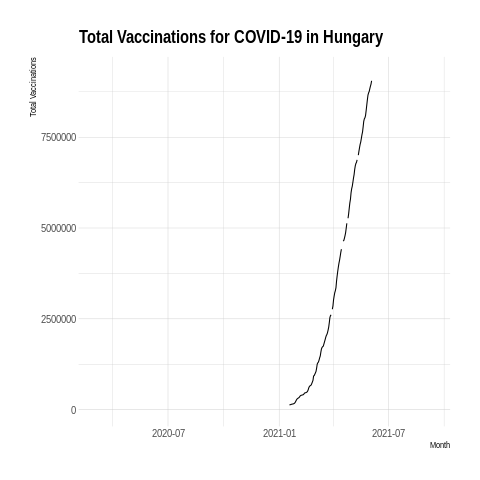 Total Vaccinations for COVID-19 in Hungary
Total Vaccinations
7500000
5000000
2500000
0
2020-07
2021-01
2021-07
Month